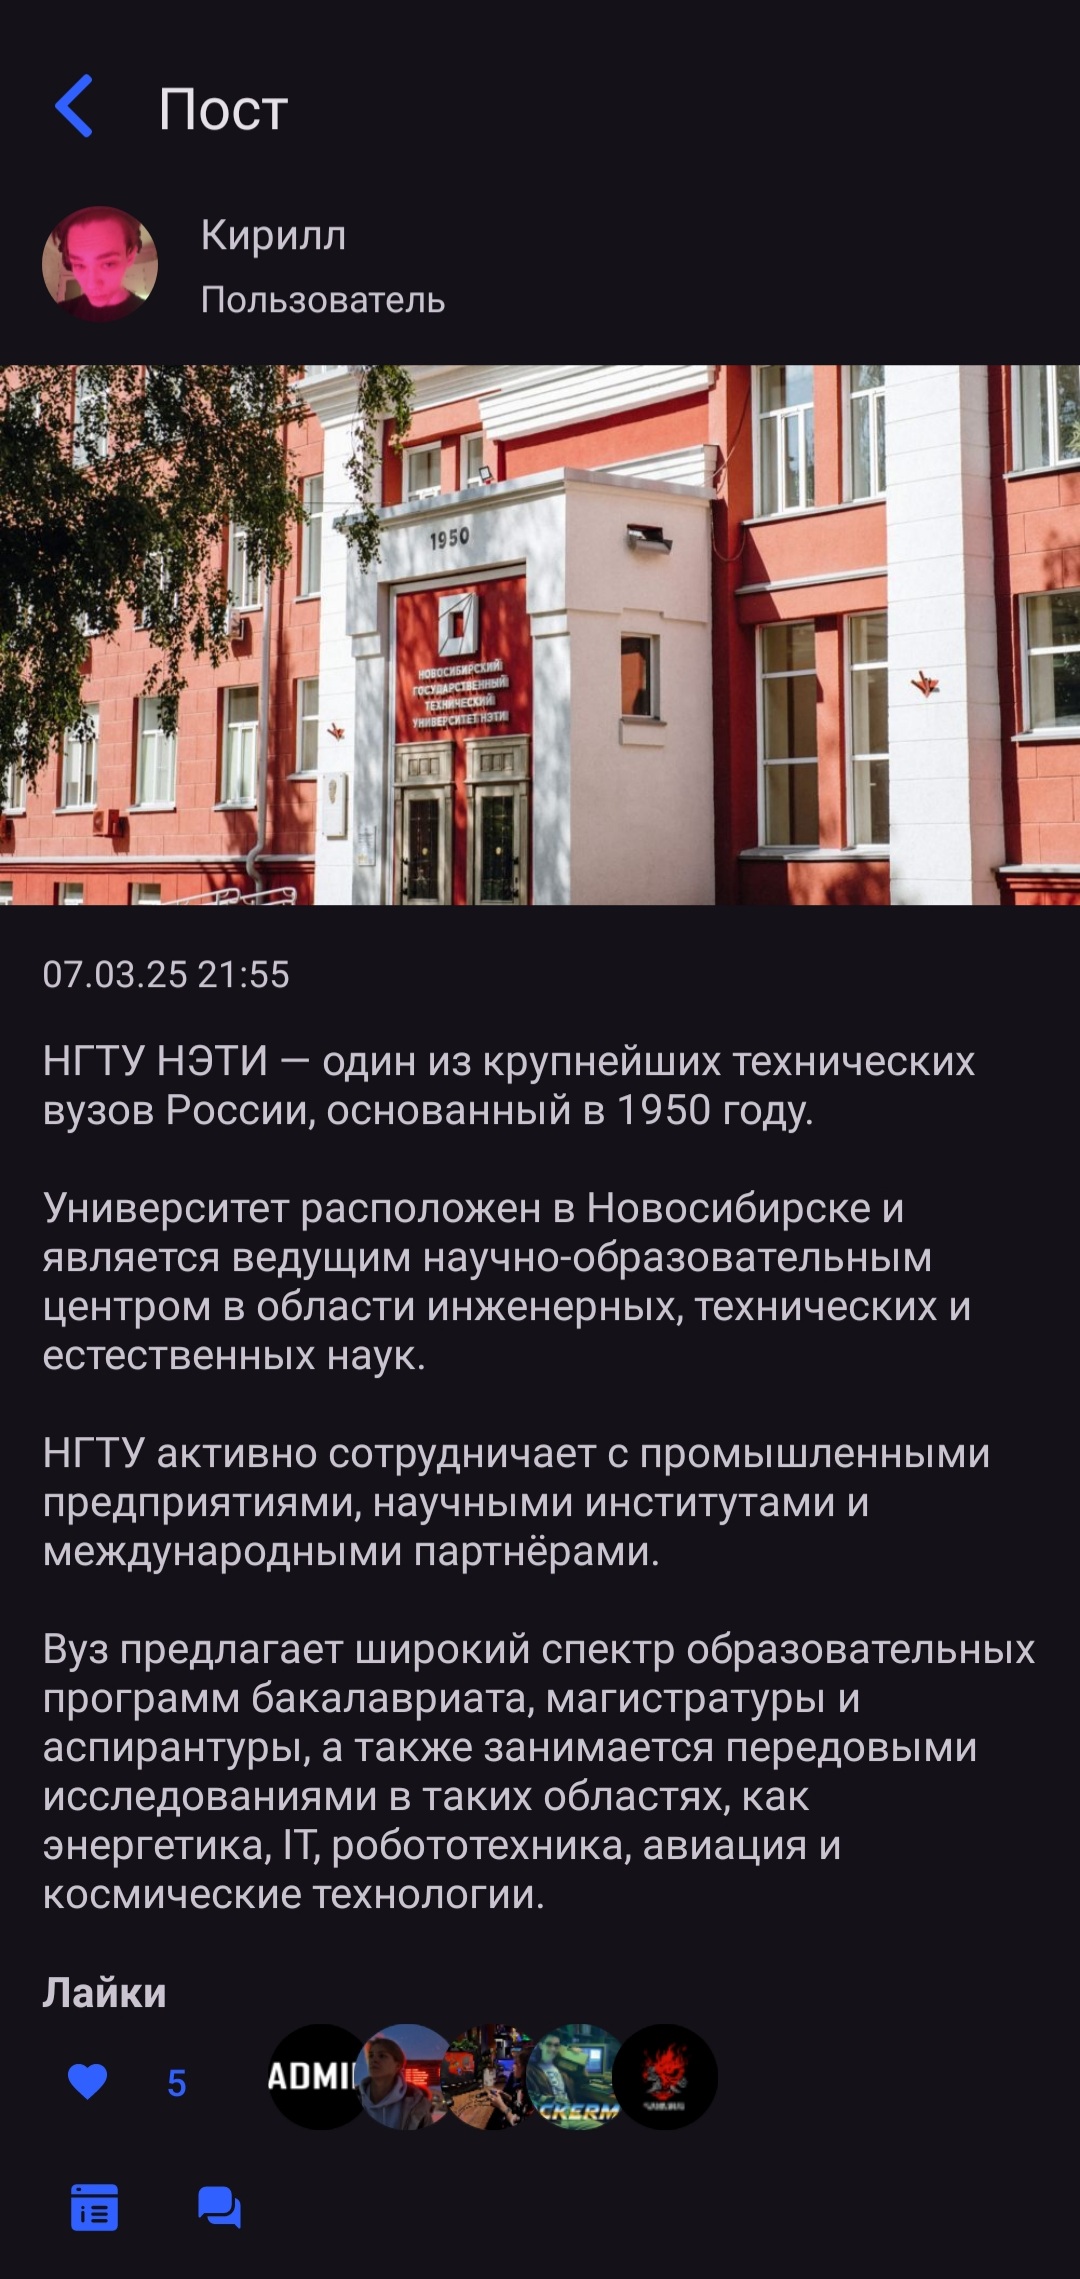 Пост
Кирилл
Пользователь
1950
НОВОСИБИРСКИЙ
ГОСУДАРСТВЕННЫЙ
ТЕХНИЧЕСКИЙ
УНИВЕРСИТЕТ НЭТИ
07.03.25 21:55
НГТУ НЭТИ — один из крупнейших технических
вузов России, основанный в 1950 году.
Университет расположен в Новосибирске и
является ведущим научно-образовательным
центром в области инженерных, технических и
естественных наук.
НГТУ активно сотрудничает с промышленными
предприятиями, научными институтами и
международными партнёрами.
Вуз предлагает широкий спектр образовательных
программ бакалавриата, магистратуры и
аспирантуры, а также занимается передовыми
исследованиями в таких областях, как
энергетика, IT, робототехника, авиация и
космические технологии.
Лайки
5
ADMI
CKERM